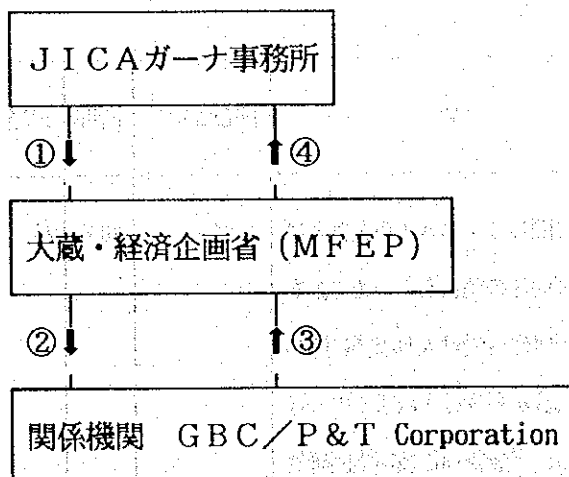 JICAガーナ事務所
① ④
大蔵・経済企画省 (MFEP)
② ③
関係機関 GBC/P&T Corporation